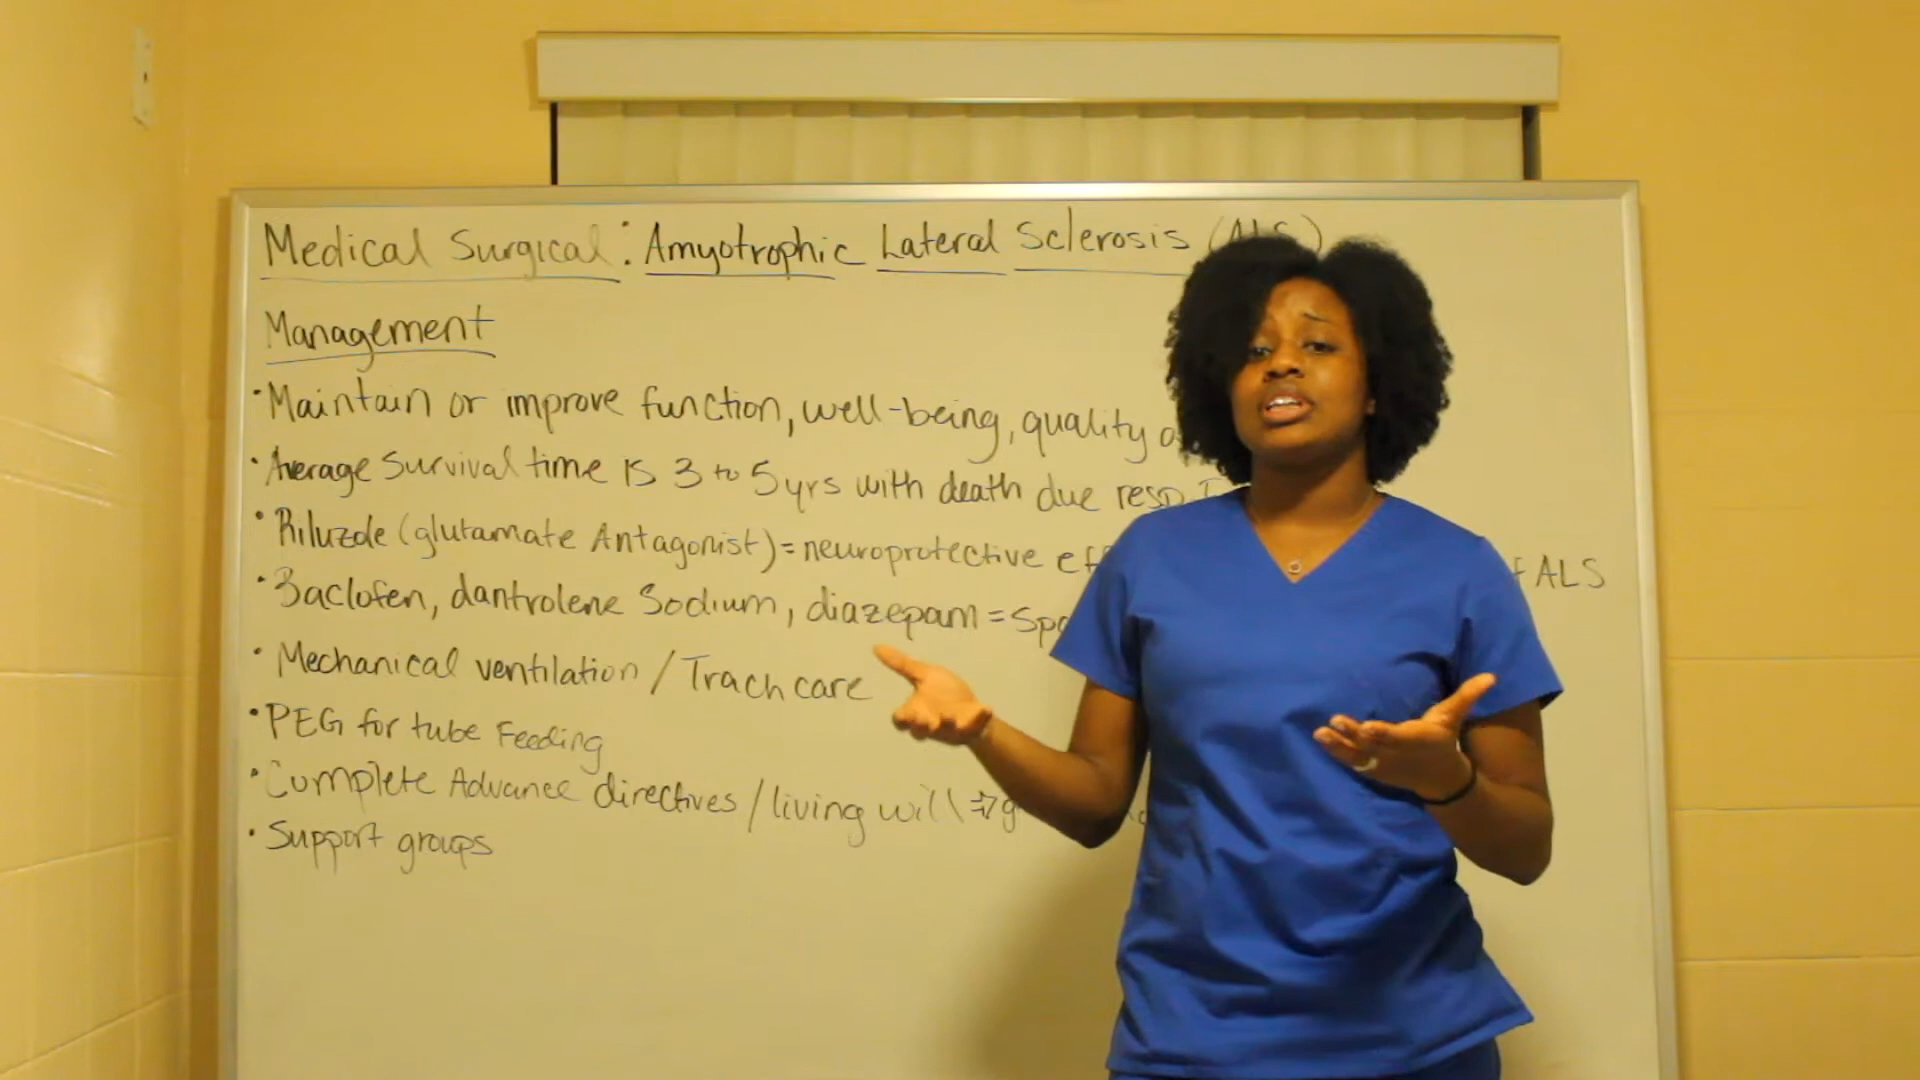 Medical Surgical: Amyotrophic Lateral Sclerosis (ALS)
Management
• Maintain or improve function, well-being, quality
• Average survival time is 3 to 5 yrs with death due resp
• Riluzole (glutamate Antagonist) = neuroprotective ALS
• Baclofen, dantrolene Sodium, diazepam =
• Mechanical ventilation / Trach care
• PEG for tube Feeding
• Complete Advance directives / living will ⇒
• Support groups